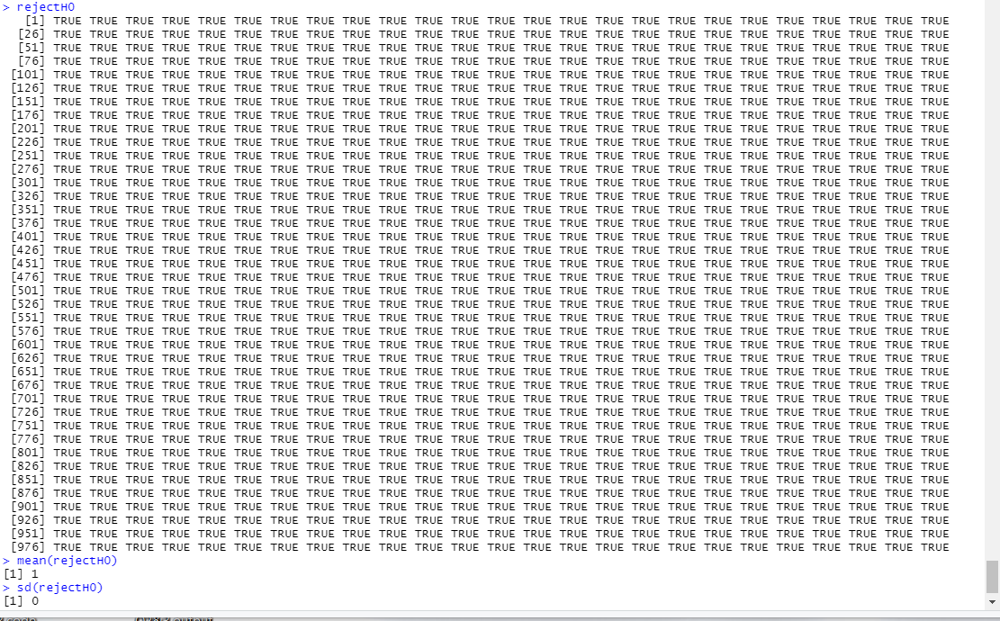 > rejectH0
[1] TRUE TRUE TRUE TRUE TRUE TRUE TRUE TRUE TRUE TRUE TRUE TRUE TRUE TRUE TRUE TRUE TRUE TRUE TRUE TRUE TRUE TRUE TRUE TRUE TRUE
[26] TRUE TRUE TRUE TRUE TRUE TRUE TRUE TRUE TRUE TRUE TRUE TRUE TRUE TRUE TRUE TRUE TRUE TRUE TRUE TRUE TRUE TRUE TRUE TRUE TRUE
[51] TRUE TRUE TRUE TRUE TRUE TRUE TRUE TRUE TRUE TRUE TRUE TRUE TRUE TRUE TRUE TRUE TRUE TRUE TRUE TRUE TRUE TRUE TRUE TRUE TRUE
[76] TRUE TRUE TRUE TRUE TRUE TRUE TRUE TRUE TRUE TRUE TRUE TRUE TRUE TRUE TRUE TRUE TRUE TRUE TRUE TRUE TRUE TRUE TRUE TRUE TRUE
[101] TRUE TRUE TRUE TRUE TRUE TRUE TRUE TRUE TRUE TRUE TRUE TRUE TRUE TRUE TRUE TRUE TRUE TRUE TRUE TRUE TRUE TRUE TRUE TRUE TRUE
[126] TRUE TRUE TRUE TRUE TRUE TRUE TRUE TRUE TRUE TRUE TRUE TRUE TRUE TRUE TRUE TRUE TRUE TRUE TRUE TRUE TRUE TRUE TRUE TRUE TRUE
[151] TRUE TRUE TRUE TRUE TRUE TRUE TRUE TRUE TRUE TRUE TRUE TRUE TRUE TRUE TRUE TRUE TRUE TRUE TRUE TRUE TRUE TRUE TRUE TRUE TRUE
[176] TRUE TRUE TRUE TRUE TRUE TRUE TRUE TRUE TRUE TRUE TRUE TRUE TRUE TRUE TRUE TRUE TRUE TRUE TRUE TRUE TRUE TRUE TRUE TRUE TRUE
[201] TRUE TRUE TRUE TRUE TRUE TRUE TRUE TRUE TRUE TRUE TRUE TRUE TRUE TRUE TRUE TRUE TRUE TRUE TRUE TRUE TRUE TRUE TRUE TRUE TRUE
[226] TRUE TRUE TRUE TRUE TRUE TRUE TRUE TRUE TRUE TRUE TRUE TRUE TRUE TRUE TRUE TRUE TRUE TRUE TRUE TRUE TRUE TRUE TRUE TRUE TRUE
[251] TRUE TRUE TRUE TRUE TRUE TRUE TRUE TRUE TRUE TRUE TRUE TRUE TRUE TRUE TRUE TRUE TRUE TRUE TRUE TRUE TRUE TRUE TRUE TRUE TRUE
[276] TRUE TRUE TRUE TRUE TRUE TRUE TRUE TRUE TRUE TRUE TRUE TRUE TRUE TRUE TRUE TRUE TRUE TRUE TRUE TRUE TRUE TRUE TRUE TRUE TRUE
[301] TRUE TRUE TRUE TRUE TRUE TRUE TRUE TRUE TRUE TRUE TRUE TRUE TRUE TRUE TRUE TRUE TRUE TRUE TRUE TRUE TRUE TRUE TRUE TRUE TRUE
[326] TRUE TRUE TRUE TRUE TRUE TRUE TRUE TRUE TRUE TRUE TRUE TRUE TRUE TRUE TRUE TRUE TRUE TRUE TRUE TRUE TRUE TRUE TRUE TRUE TRUE
[351] TRUE TRUE TRUE TRUE TRUE TRUE TRUE TRUE TRUE TRUE TRUE TRUE TRUE TRUE TRUE TRUE TRUE TRUE TRUE TRUE TRUE TRUE TRUE TRUE TRUE
[376] TRUE TRUE TRUE TRUE TRUE TRUE TRUE TRUE TRUE TRUE TRUE TRUE TRUE TRUE TRUE TRUE TRUE TRUE TRUE TRUE TRUE TRUE TRUE TRUE TRUE
[401] TRUE TRUE TRUE TRUE TRUE TRUE TRUE TRUE TRUE TRUE TRUE TRUE TRUE TRUE TRUE TRUE TRUE TRUE TRUE TRUE TRUE TRUE TRUE TRUE TRUE
[426] TRUE TRUE TRUE TRUE TRUE TRUE TRUE TRUE TRUE TRUE TRUE TRUE TRUE TRUE TRUE TRUE TRUE TRUE TRUE TRUE TRUE TRUE TRUE TRUE TRUE
[451] TRUE TRUE TRUE TRUE TRUE TRUE TRUE TRUE TRUE TRUE TRUE TRUE TRUE TRUE TRUE TRUE TRUE TRUE TRUE TRUE TRUE TRUE TRUE TRUE TRUE
[476] TRUE TRUE TRUE TRUE TRUE TRUE TRUE TRUE TRUE TRUE TRUE TRUE TRUE TRUE TRUE TRUE TRUE TRUE TRUE TRUE TRUE TRUE TRUE TRUE TRUE
[501] TRUE TRUE TRUE TRUE TRUE TRUE TRUE TRUE TRUE TRUE TRUE TRUE TRUE TRUE TRUE TRUE TRUE TRUE TRUE TRUE TRUE TRUE TRUE TRUE TRUE
[526] TRUE TRUE TRUE TRUE TRUE TRUE TRUE TRUE TRUE TRUE TRUE TRUE TRUE TRUE TRUE TRUE TRUE TRUE TRUE TRUE TRUE TRUE TRUE TRUE TRUE
[551] TRUE TRUE TRUE TRUE TRUE TRUE TRUE TRUE TRUE TRUE TRUE TRUE TRUE TRUE TRUE TRUE TRUE TRUE TRUE TRUE TRUE TRUE TRUE TRUE TRUE
[576] TRUE TRUE TRUE TRUE TRUE TRUE TRUE TRUE TRUE TRUE TRUE TRUE TRUE TRUE TRUE TRUE TRUE TRUE TRUE TRUE TRUE TRUE TRUE TRUE TRUE
[601] TRUE TRUE TRUE TRUE TRUE TRUE TRUE TRUE TRUE TRUE TRUE TRUE TRUE TRUE TRUE TRUE TRUE TRUE TRUE TRUE TRUE TRUE TRUE TRUE TRUE
[626] TRUE TRUE TRUE TRUE TRUE TRUE TRUE TRUE TRUE TRUE TRUE TRUE TRUE TRUE TRUE TRUE TRUE TRUE TRUE TRUE TRUE TRUE TRUE TRUE TRUE
[651] TRUE TRUE TRUE TRUE TRUE TRUE TRUE TRUE TRUE TRUE TRUE TRUE TRUE TRUE TRUE TRUE TRUE TRUE TRUE TRUE TRUE TRUE TRUE TRUE TRUE
[676] TRUE TRUE TRUE TRUE TRUE TRUE TRUE TRUE TRUE TRUE TRUE TRUE TRUE TRUE TRUE TRUE TRUE TRUE TRUE TRUE TRUE TRUE TRUE TRUE TRUE
[701] TRUE TRUE TRUE TRUE TRUE TRUE TRUE TRUE TRUE TRUE TRUE TRUE TRUE TRUE TRUE TRUE TRUE TRUE TRUE TRUE TRUE TRUE TRUE TRUE TRUE
[726] TRUE TRUE TRUE TRUE TRUE TRUE TRUE TRUE TRUE TRUE TRUE TRUE TRUE TRUE TRUE TRUE TRUE TRUE TRUE TRUE TRUE TRUE TRUE TRUE TRUE
[751] TRUE TRUE TRUE TRUE TRUE TRUE TRUE TRUE TRUE TRUE TRUE TRUE TRUE TRUE TRUE TRUE TRUE TRUE TRUE TRUE TRUE TRUE TRUE TRUE TRUE
[776] TRUE TRUE TRUE TRUE TRUE TRUE TRUE TRUE TRUE TRUE TRUE TRUE TRUE TRUE TRUE TRUE TRUE TRUE TRUE TRUE TRUE TRUE TRUE TRUE TRUE
[801] TRUE TRUE TRUE TRUE TRUE TRUE TRUE TRUE TRUE TRUE TRUE TRUE TRUE TRUE TRUE TRUE TRUE TRUE TRUE TRUE TRUE TRUE TRUE TRUE TRUE
[826] TRUE TRUE TRUE TRUE TRUE TRUE TRUE TRUE TRUE TRUE TRUE TRUE TRUE TRUE TRUE TRUE TRUE TRUE TRUE TRUE TRUE TRUE TRUE TRUE TRUE
[851] TRUE TRUE TRUE TRUE TRUE TRUE TRUE TRUE TRUE TRUE TRUE TRUE TRUE TRUE TRUE TRUE TRUE TRUE TRUE TRUE TRUE TRUE TRUE TRUE TRUE
[876] TRUE TRUE TRUE TRUE TRUE TRUE TRUE TRUE TRUE TRUE TRUE TRUE TRUE TRUE TRUE TRUE TRUE TRUE TRUE TRUE TRUE TRUE TRUE TRUE TRUE
[901] TRUE TRUE TRUE TRUE TRUE TRUE TRUE TRUE TRUE TRUE TRUE TRUE TRUE TRUE TRUE TRUE TRUE TRUE TRUE TRUE TRUE TRUE TRUE TRUE TRUE
[926] TRUE TRUE TRUE TRUE TRUE TRUE TRUE TRUE TRUE TRUE TRUE TRUE TRUE TRUE TRUE TRUE TRUE TRUE TRUE TRUE TRUE TRUE TRUE TRUE TRUE
[951] TRUE TRUE TRUE TRUE TRUE TRUE TRUE TRUE TRUE TRUE TRUE TRUE TRUE TRUE TRUE TRUE TRUE TRUE TRUE TRUE TRUE TRUE TRUE TRUE TRUE
[976] TRUE TRUE TRUE TRUE TRUE TRUE TRUE TRUE TRUE TRUE TRUE TRUE TRUE TRUE TRUE TRUE TRUE TRUE TRUE TRUE TRUE TRUE TRUE TRUE TRUE
> mean(rejectH0)
[1] 1
> sd(rejectH0)
[1] 0